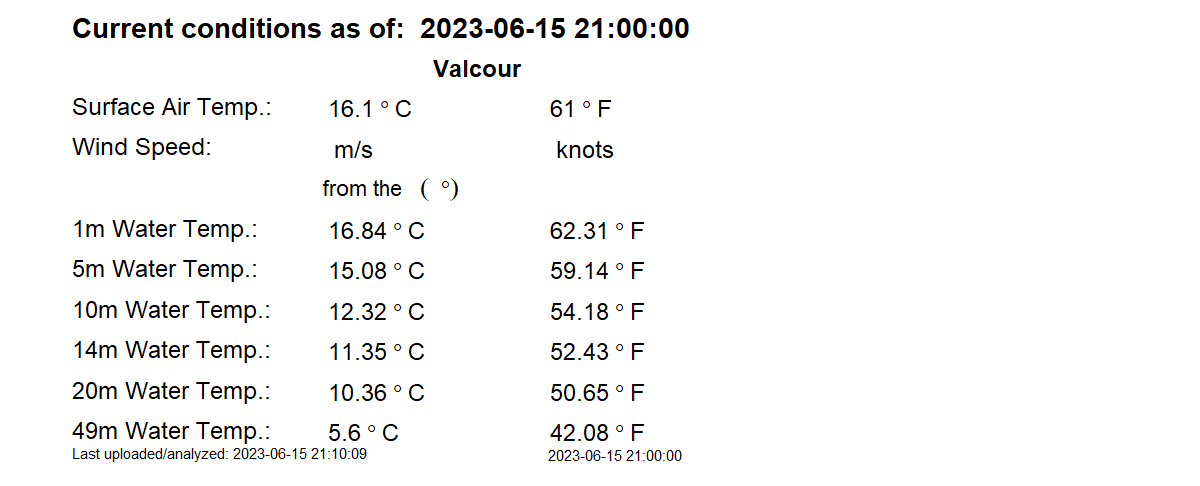 Current conditions as of: 2023-06-15 21:00:00
Valcour
Surface Air Temp.: 16.1 ° C 61 ° F
Wind Speed: m/s knots
from the ( °)
1m Water Temp.: 16.84 ° C 62.31 ° F
5m Water Temp.: 15.08 ° C 59.14 ° F
10m Water Temp.: 12.32 ° C 54.18 ° F
14m Water Temp.: 11.35 ° C 52.43 ° F
20m Water Temp.: 10.36 ° C 50.65 ° F
49m Water Temp.: 5.6 ° C 42.08 ° F
Last uploaded/analyzed: 2023-06-15 21:10:09 2023-06-15 21:00:00